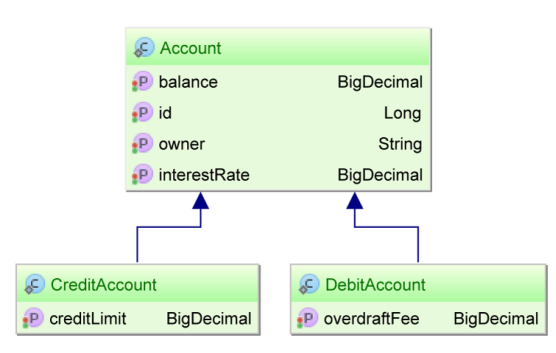 Account
balance BigDecimal
id Long
owner String
interestRate BigDecimal
CreditAccount
creditLimit BigDecimal
DebitAccount
overdraftFee BigDecimal